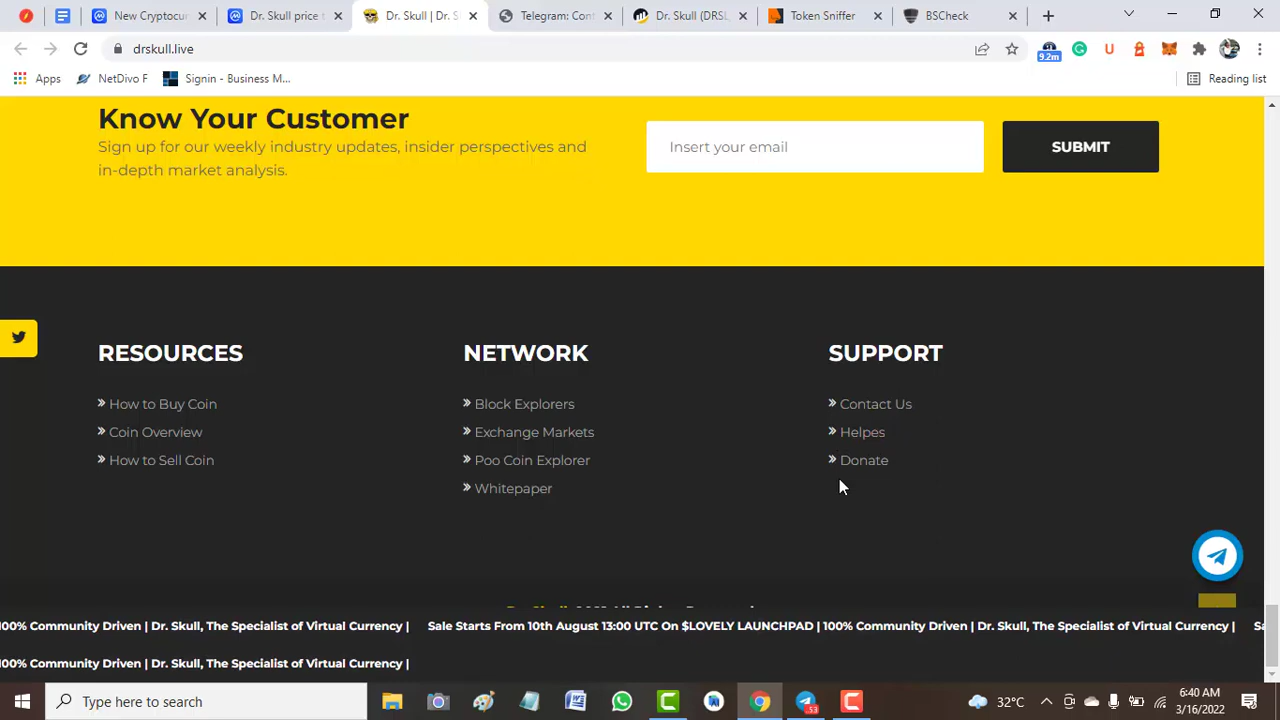 New Cryptocur
Dr. Skull price t
Dr. Skull | Dr. S
Telegram: Cont
Dr. Skull (DRSL
Token Sniffer
BSCheck
drskull.live
9.2m
Apps
NetDivo F
Signin - Business M...
Reading list
Know Your Customer
Sign up for our weekly industry updates, insider perspectives and
in-depth market analysis.
Insert your email
SUBMIT
RESOURCES
How to Buy Coin
Coin Overview
How to Sell Coin
NETWORK
Block Explorers
Exchange Markets
Poo Coin Explorer
Whitepaper
SUPPORT
Contact Us
Helpes
Donate
100% Community Driven | Dr. Skull, The Specialist of Virtual Currency | Sale Starts From 10th August 13:00 UTC On $LOVELY LAUNCHPAD | 100% Community Driven | Dr. Skull, The Specialist of Virtual Currency | Sa
100% Community Driven | Dr. Skull, The Specialist of Virtual Currency |
Type here to search
53
32°C
6:40 AM
3/16/2022